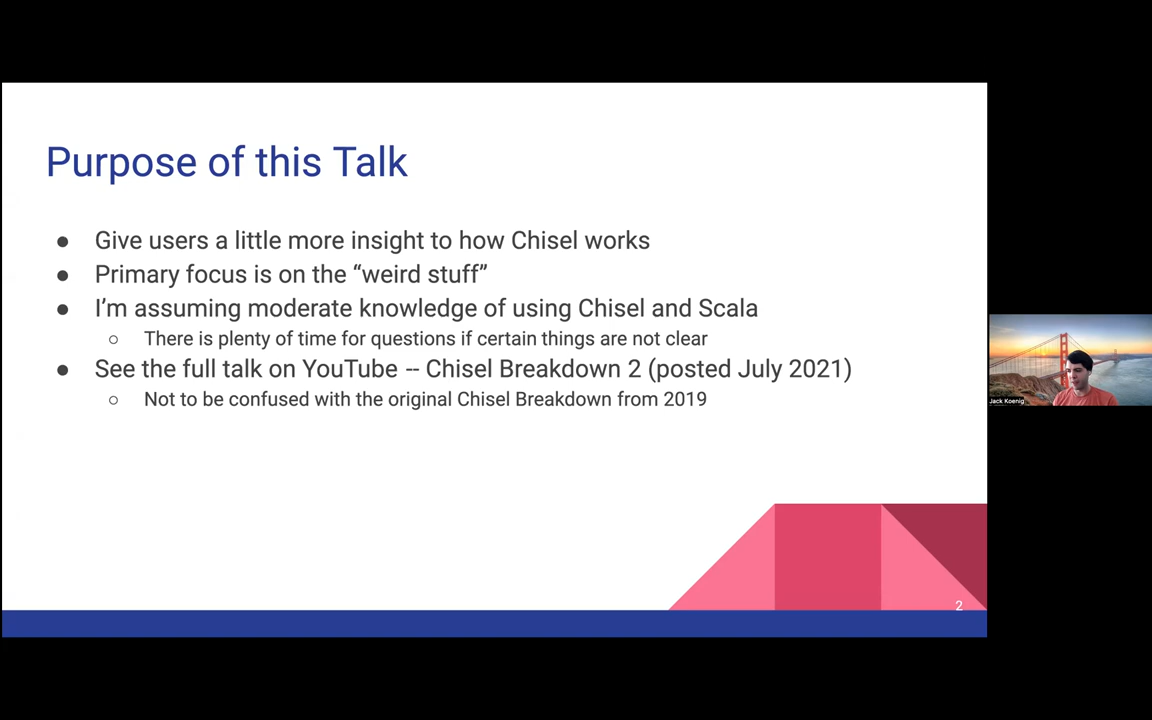 Purpose of this Talk
● Give users a little more insight to how Chisel works
● Primary focus is on the “weird stuff”
● I’m assuming moderate knowledge of using Chisel and Scala
○ There is plenty of time for questions if certain things are not clear
● See the full talk on YouTube -- Chisel Breakdown 2 (posted July 2021)
○ Not to be confused with the original Chisel Breakdown from 2019
Jack Koenig
2